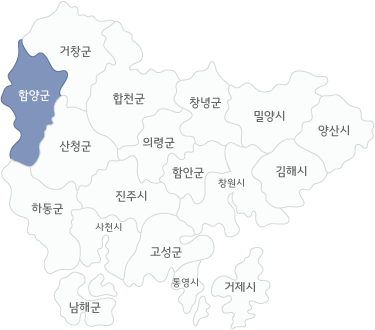 거창군
함양군
합천군
창녕군
밀양시
양산시
산청군
의령군
함안군
창원시
김해시
하동군
진주시
사천시
고성군
통영시
거제시
남해군